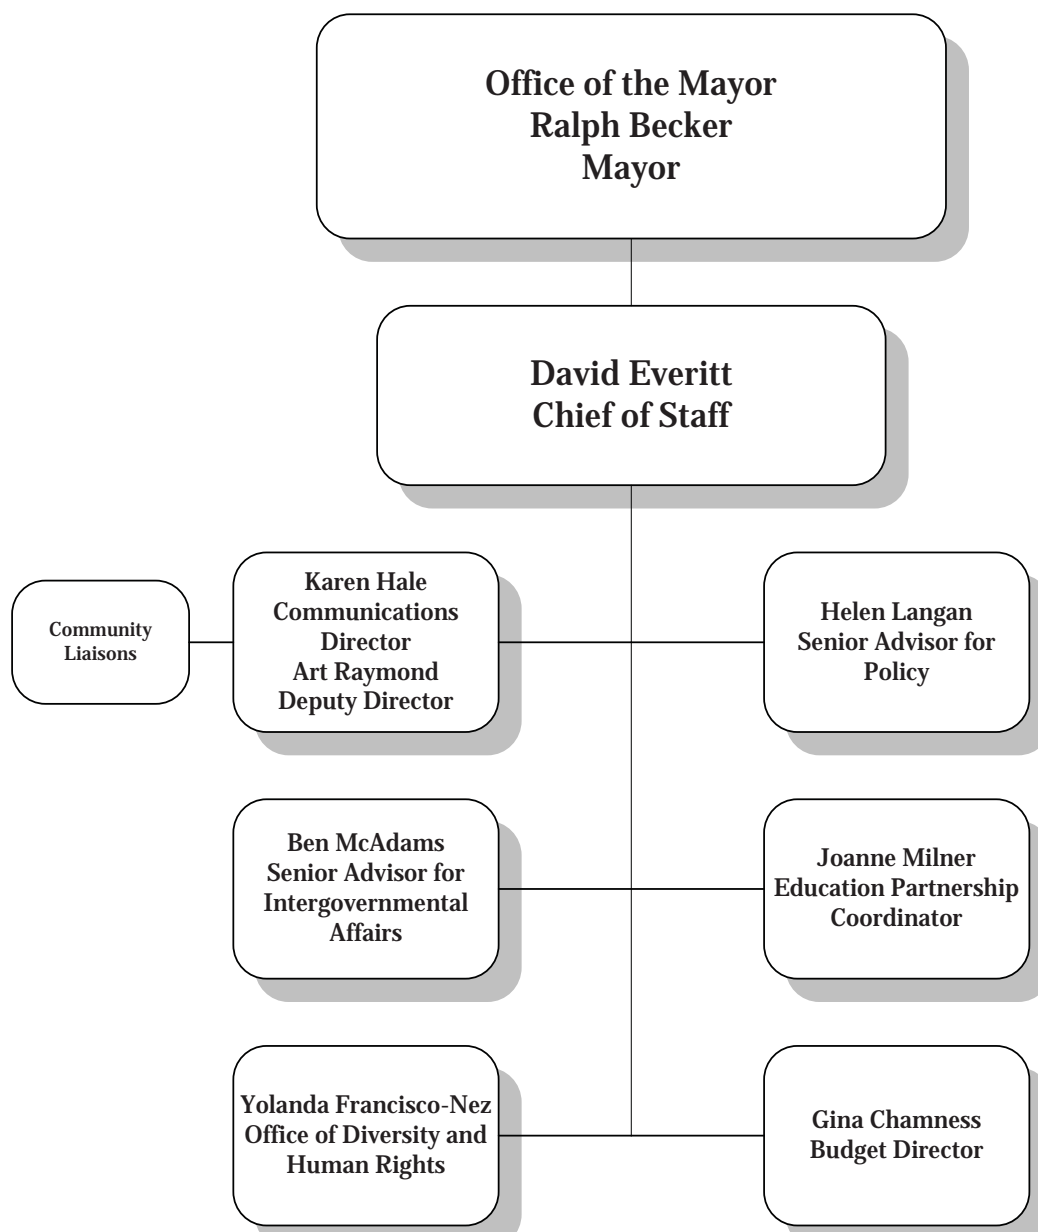 Office of the Mayor
Ralph Becker
Mayor
David Everitt
Chief of Staff
Community
Liaisons
Karen Hale
Communications
Director
Art Raymond
Deputy Director
Helen Langan
Senior Advisor for
Policy
Ben McAdams
Senior Advisor for
Intergovernmental
Affairs
Joanne Milner
Education Partnership
Coordinator
Yolanda Francisco-Nez
Office of Diversity and
Human Rights
Gina Chamness
Budget Director